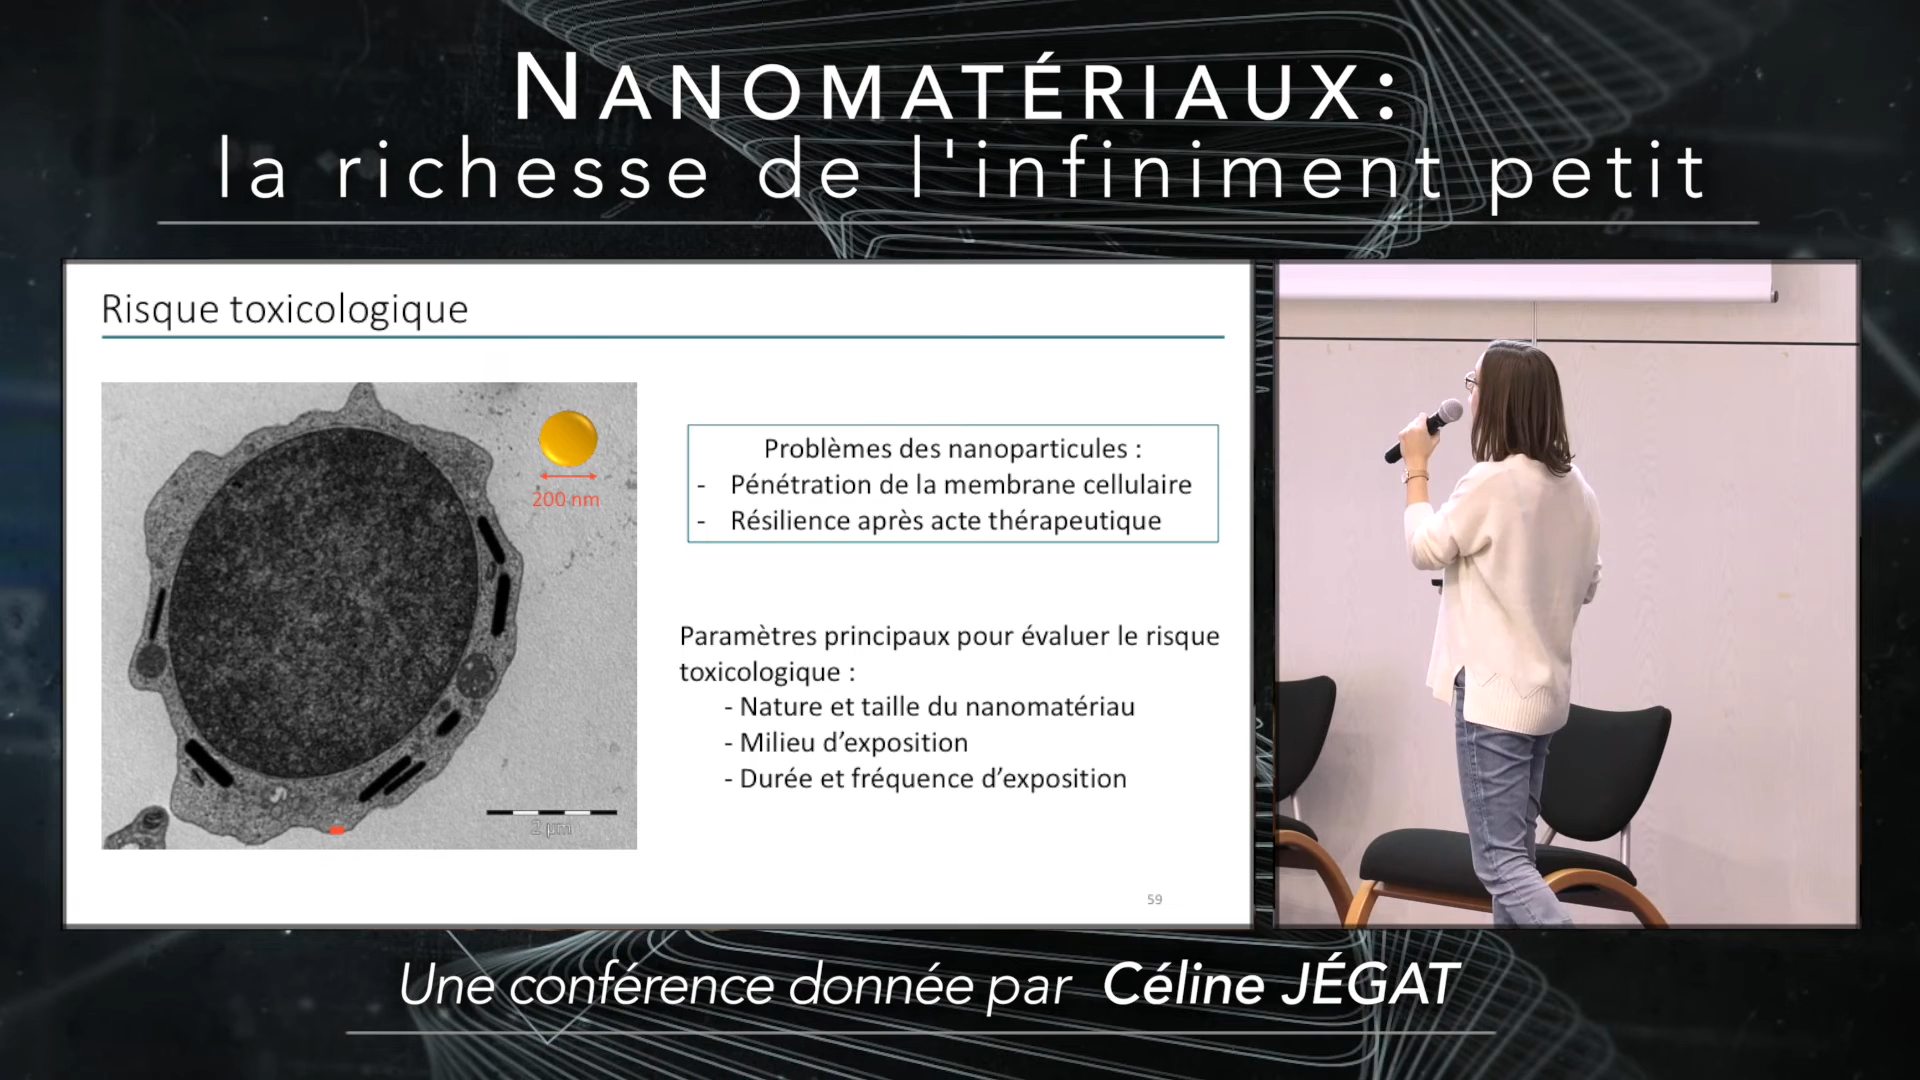 NANOMATÉRIAUX:
la richesse de l'infiniment petit
Risque toxicologique
200 nm
2 µm
Problèmes des nanoparticules :
- Pénétration de la membrane cellulaire
- Résilience après acte thérapeutique
Paramètres principaux pour évaluer le risque
toxicologique :
- Nature et taille du nanomatériau
- Milieu d’exposition
- Durée et fréquence d’exposition
59
Une conférence donnée par Céline JÉGAT